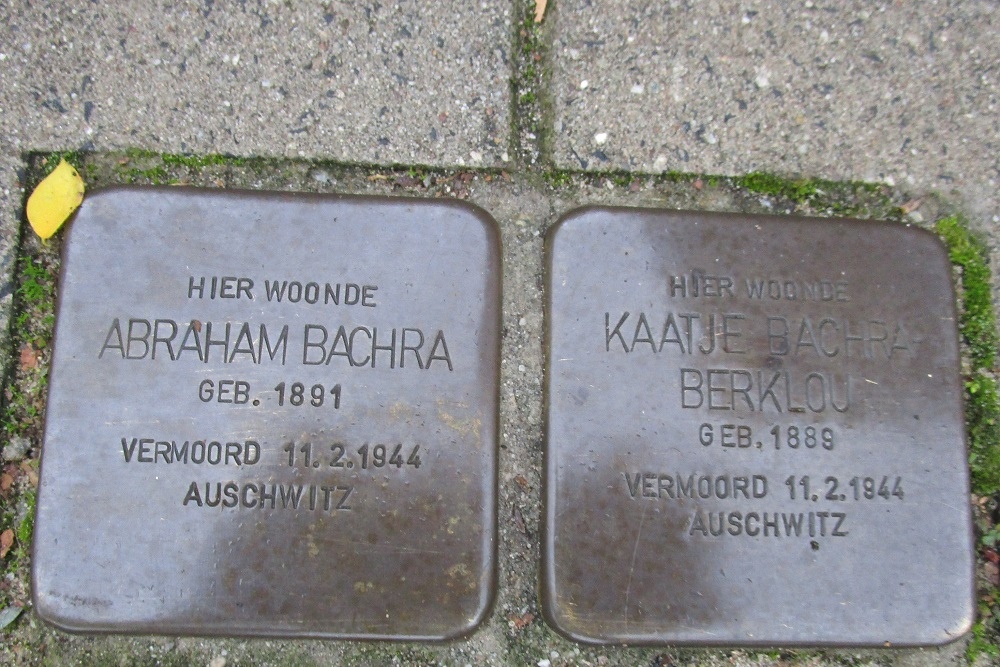 HIER WOONDE
ABRAHAM BACHRA
GEB. 1891
VERMOORD 11.2.1944
AUSCHWITZ
HIER WOONDE
KAATJE BACHRA-
BERKLOU
GEB. 1889
VERMOORD 11.2.1944
AUSCHWITZ